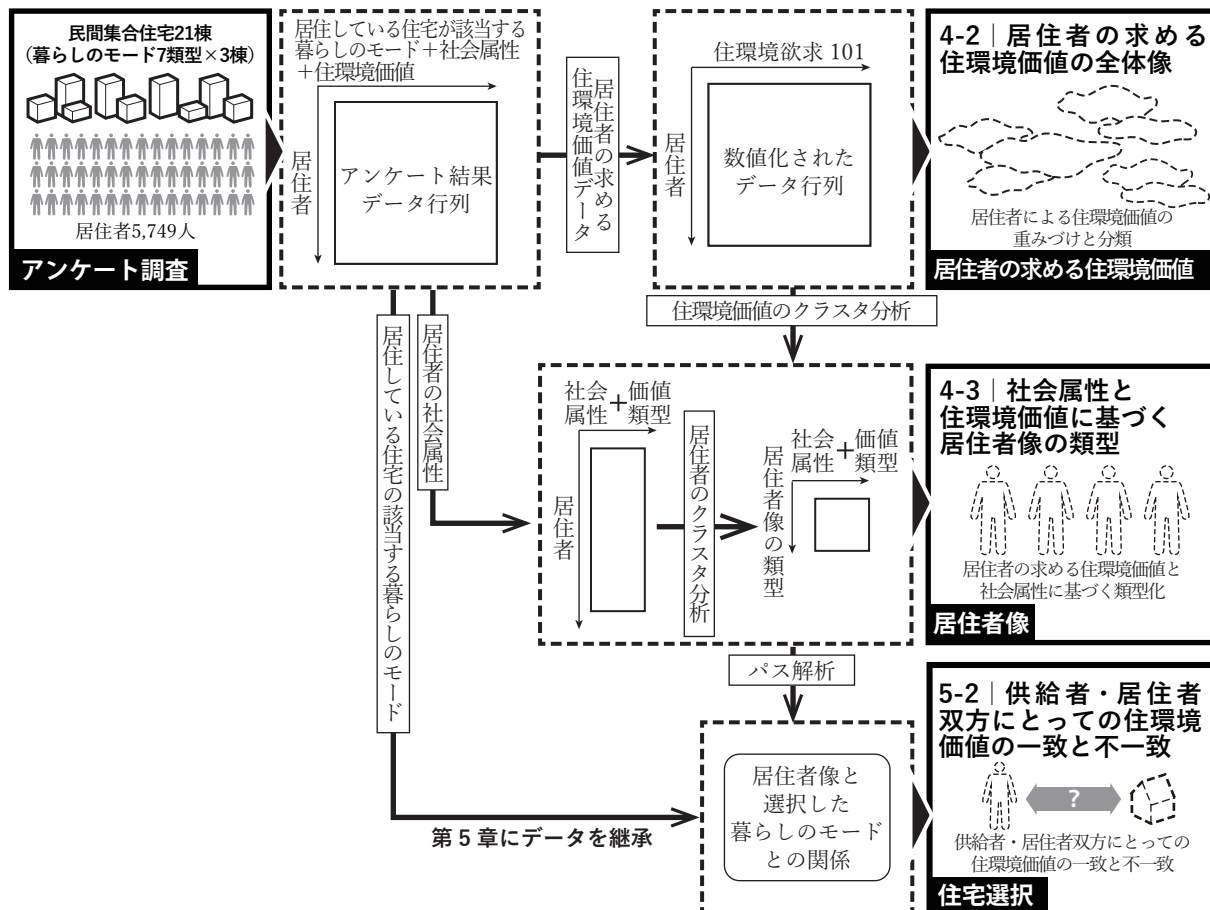 民間集合住宅21棟
（暮らしのモード7類型×3棟）
居住者5,749人
アンケート調査
居住している住宅が該当する
暮らしのモード＋社会属性
＋住環境価値
居住者
アンケート結果
データ行列
居住者の求める
住環境価値データ
住環境欲求 101
居住者
数値化された
データ行列
4-2｜居住者の求める
住環境価値の全体像
居住者による住環境価値の
重みづけと分類
居住者の求める住環境価値
住環境価値のクラスタ分析
居住している住宅の該当する暮らしのモード
居住者の社会属性
社会
属性
＋
価値
類型
居住者
居住者のクラスタ分析
社会
属性
＋
価値
類型
居住者像の類型
4-3｜社会属性と
住環境価値に基づく
居住者像の類型
居住者の求める住環境価値と
社会属性に基づく類型化
居住者像
パス解析
第 5 章にデータを継承
居住者像と
選択した
暮らしのモード
との関係
5-2｜供給者・居住者
双方にとっての住環境
価値の一致と不一致
?
供給者・居住者双方にとっての
住環境価値の一致と不一致
住宅選択